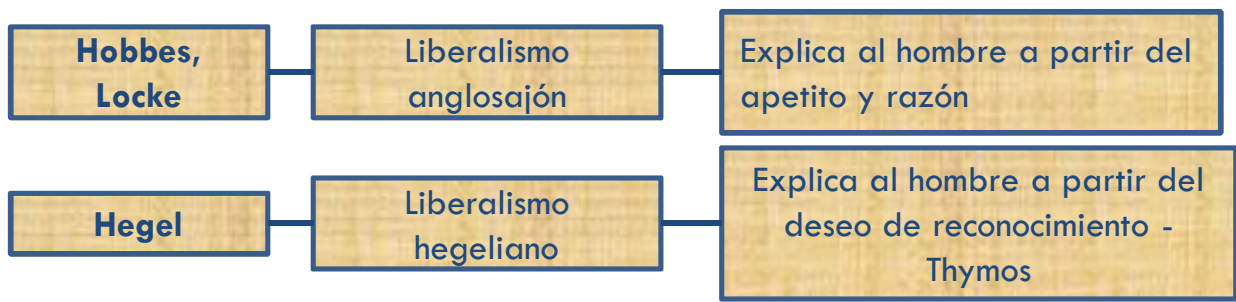 Hobbes,
Locke
Liberalismo
anglosajón
Explica al hombre a partir del
apetito y razón
Hegel
Liberalismo
hegeliano
Explica al hombre a partir del
deseo de reconocimiento -
Thymos